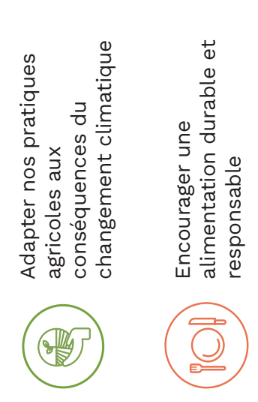 Adapter nos pratiques
agricoles aux
conséquences du
changement climatique
Encourager une
alimentation durable et
responsable